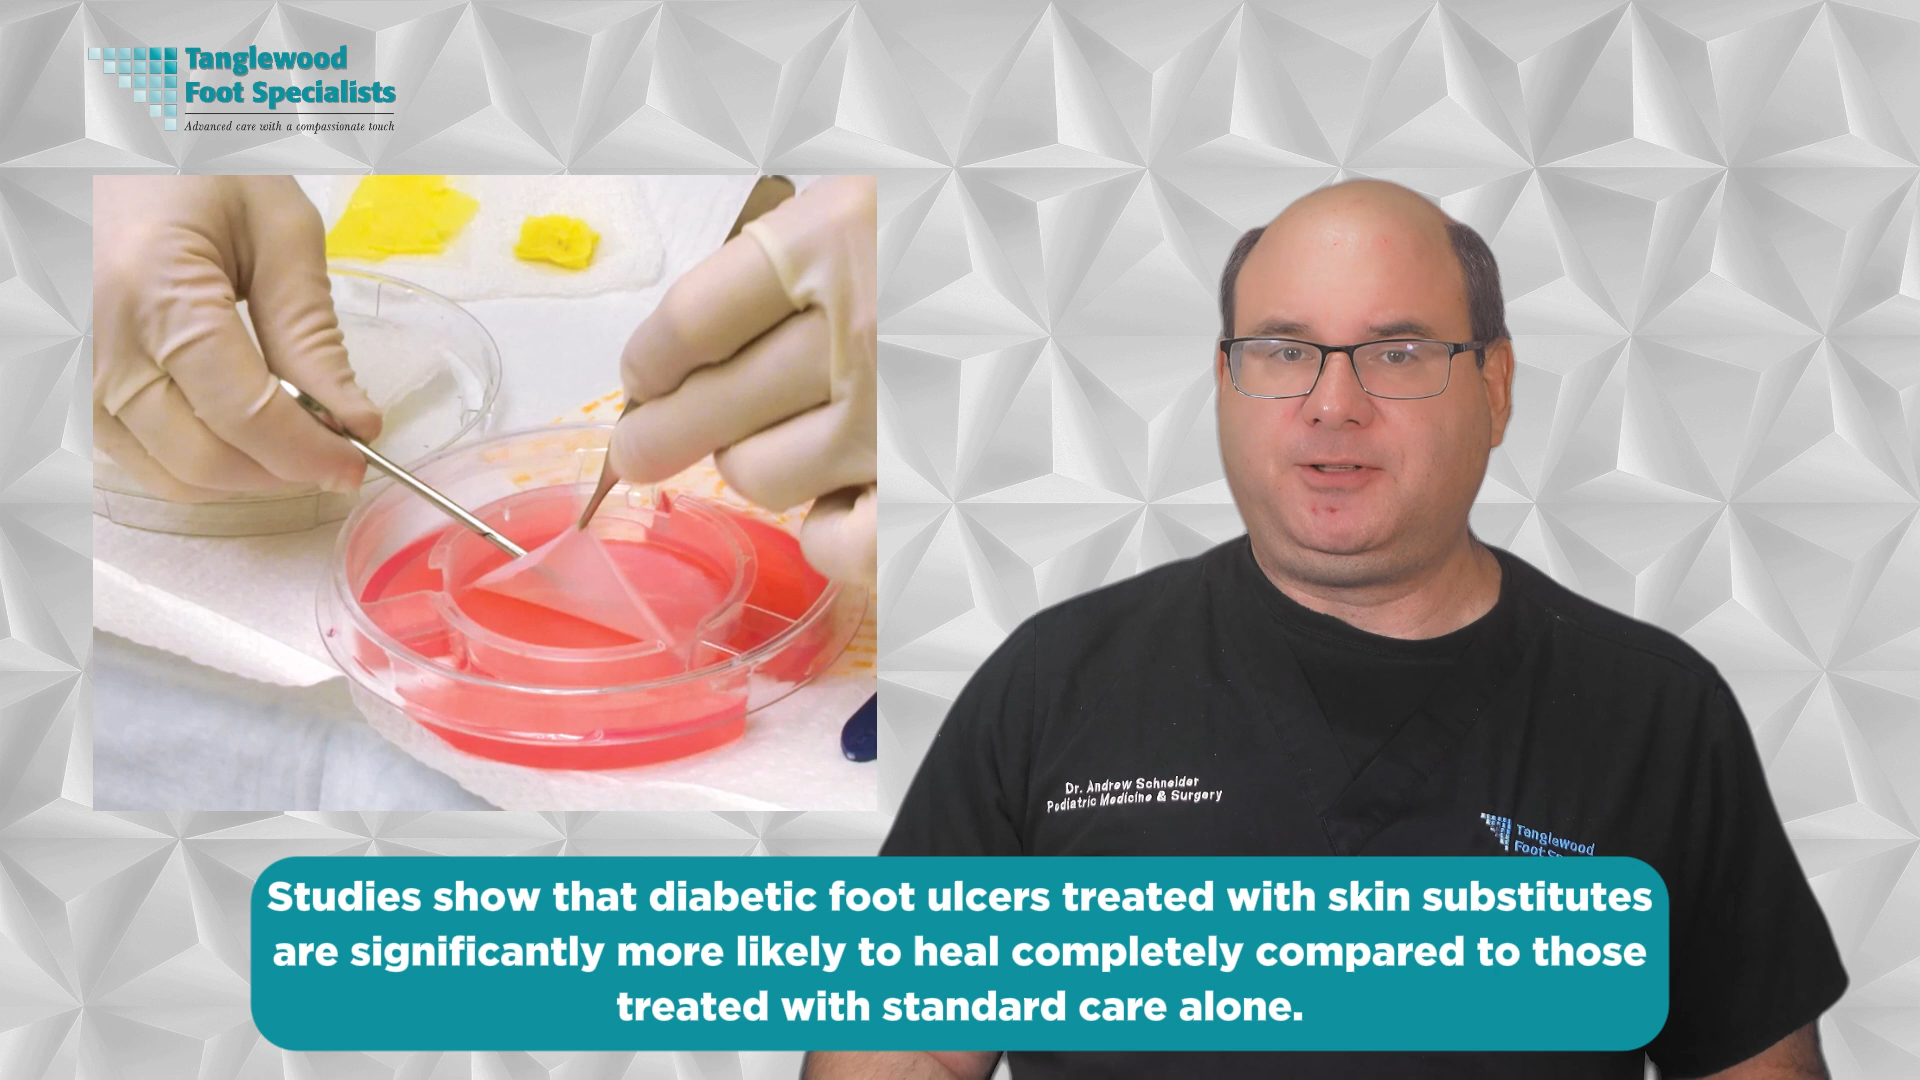 Tanglewood
Foot Specialists
Advanced care with a compassionate touch
Dr. Andrew Schneider
Podiatric Medicine & Surgery
Tanglewood
Foot
Studies show that diabetic foot ulcers treated with skin substitutes
are significantly more likely to heal completely compared to those
treated with standard care alone.